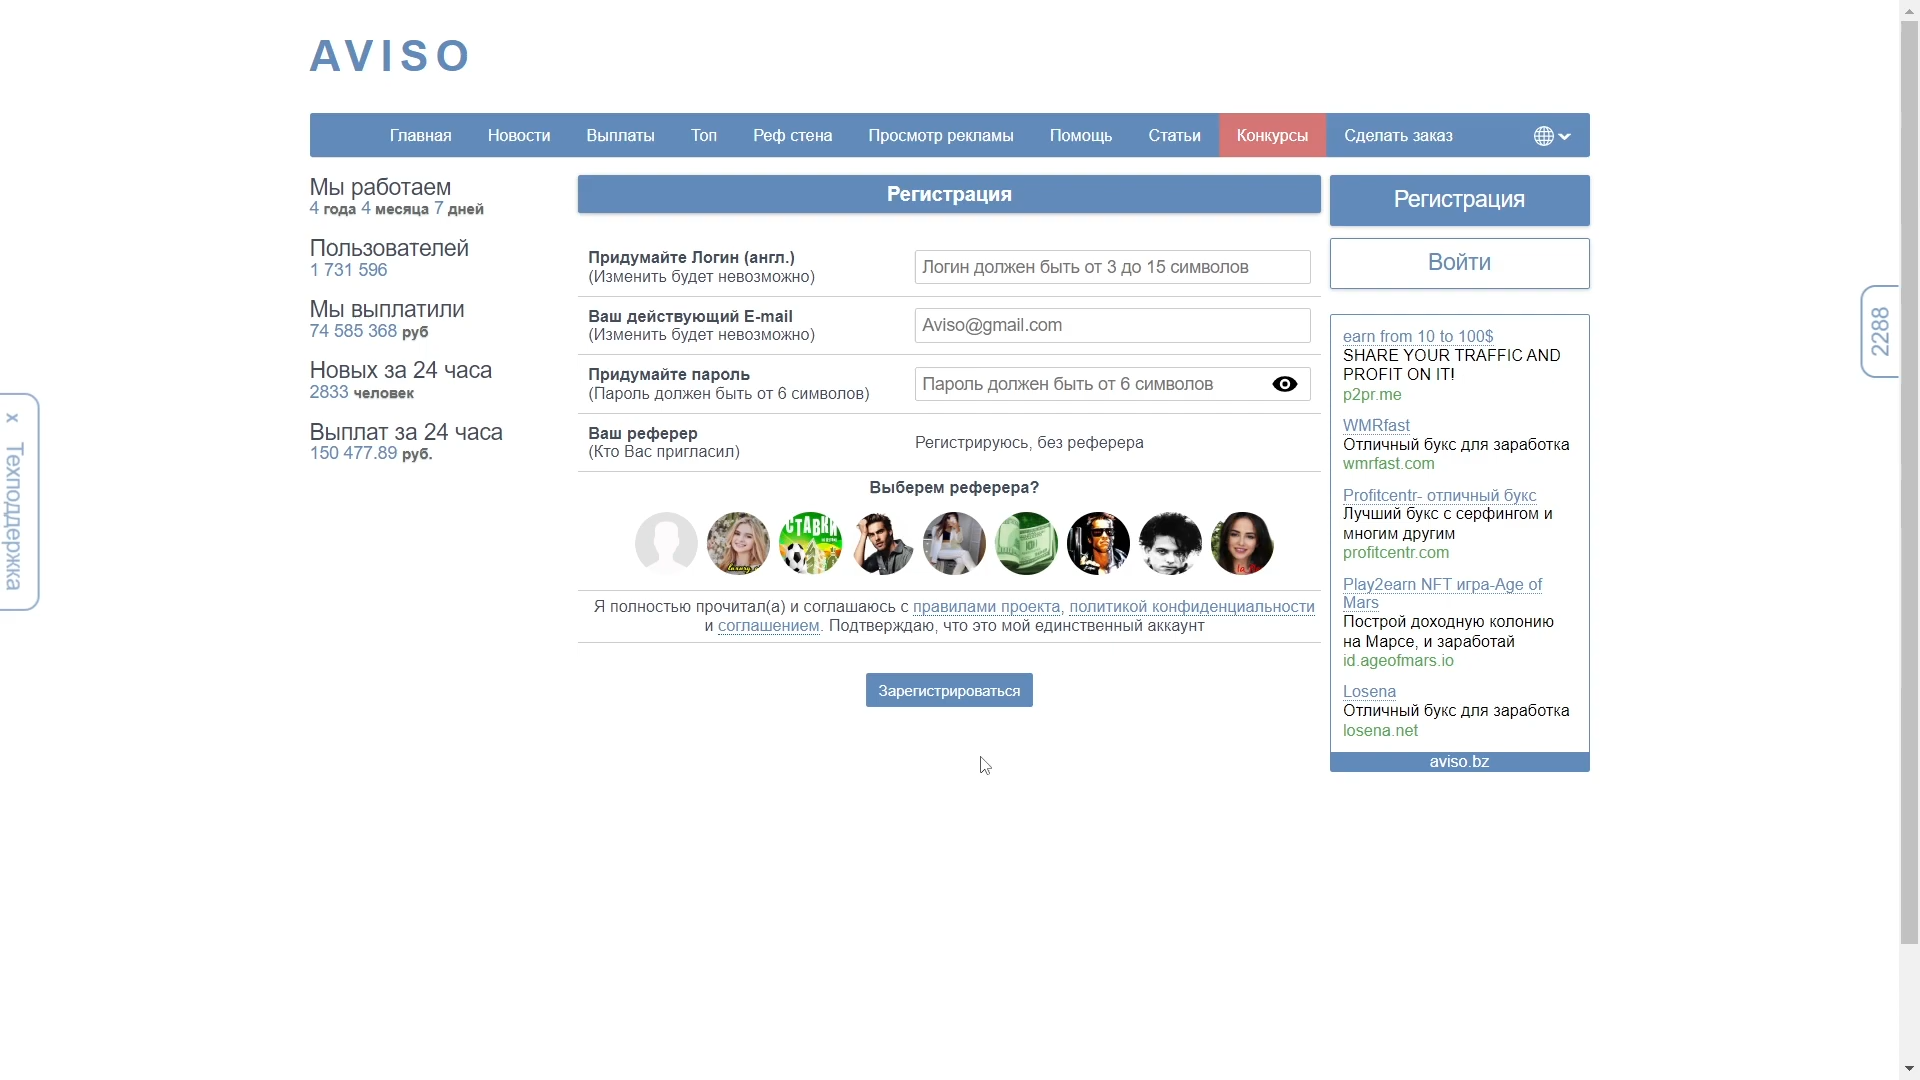 AVISO
Главная
Новости
Выплаты
Топ
Реф стена
Просмотр рекламы
Помощь
Статьи
Конкурсы
Сделать заказ
Мы работаем
4 года 4 месяца 7 дней
Пользователей
1 731 596
Мы выплатили
74 585 368 руб
Новых за 24 часа
2833 человек
Выплат за 24 часа
150 477.89 руб.
x Техподдержка
Регистрация
Придумайте Логин (англ.)
(Изменить будет невозможно)
Логин должен быть от 3 до 15 символов
Ваш действующий E-mail
(Изменить будет невозможно)
Aviso@gmail.com
Придумайте пароль
(Пароль должен быть от 6 символов)
Пароль должен быть от 6 символов
Ваш реферер
(Кто Вас пригласил)
Регистрируюсь, без реферера
Выберем реферера?
СТАВКИ
Я полностью прочитал(а) и соглашаюсь с правилами проекта, политикой конфиденциальности
и соглашением. Подтверждаю, что это мой единственный аккаунт
Зарегистрироваться
Регистрация
Войти
earn from 10 to 100$
SHARE YOUR TRAFFIC AND
PROFIT ON IT!
p2pr.me
WMRfast
Отличный букс для заработка
wmrfast.com
Profitcentr- отличный букс
Лучший букс с серфингом и
многим другим
profitcentr.com
Play2earn NFT игра-Age of
Mars
Построй доходную колонию
на Марсе, и заработай
id.ageofmars.io
Losena
Отличный букс для заработка
losena.net
aviso.bz
2288